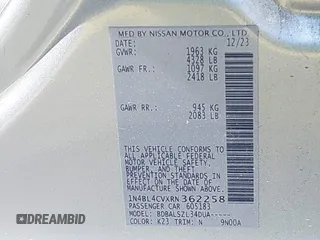 MFD BY NISSAN MOTOR CO., LTD.
DATE: 12/23
GVWR: 1963 KG
4328 LB
GAWR FR: 1097 KG
2418 LB
GAWR RR: 945 KG
2083 LB
THIS VEHICLE CONFORMS TO ALL
APPLICABLE FEDERAL MOTOR
VEHICLE SAFETY, BUMPER, AND
THEFT PREVENTION STANDARDS IN
EFFECT ON THE DATE OF
MANUFACTURE SHOWN ABOVE.
1N4BL4CVXRN362258
PASSENGER CAR 605183
MODEL: BDBALSZL34DUA-----
COLOR: K23 TRIM: N 9N00A